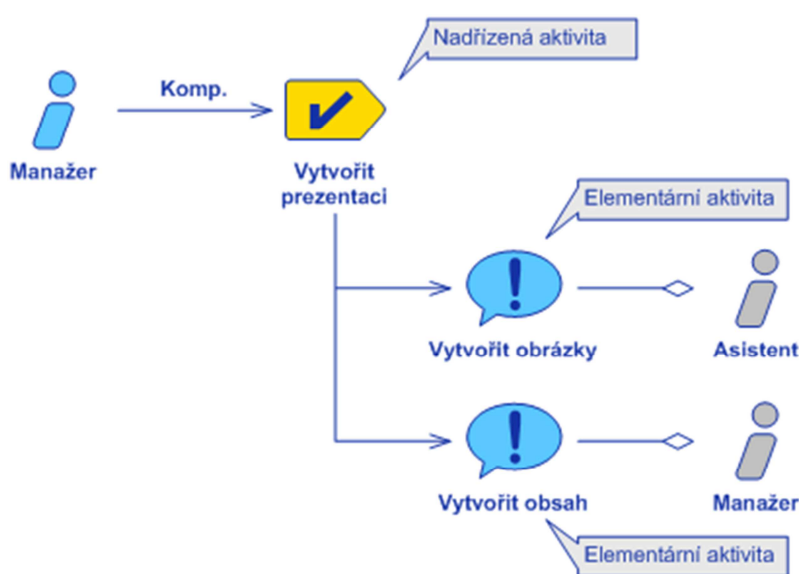 Nadřízená aktivita
Komp.
Manažer
Vytvořit
prezentaci
Elementární aktivita
Vytvořit obrázky
Asistent
Vytvořit obsah
Manažer
Elementární aktivita